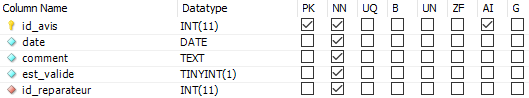 Column Name Datatype PK NN UQ B UN ZF AI G
id_avis INT(11)
date DATE
comment TEXT
est_valide TINYINT(1)
id_reparateur INT(11)